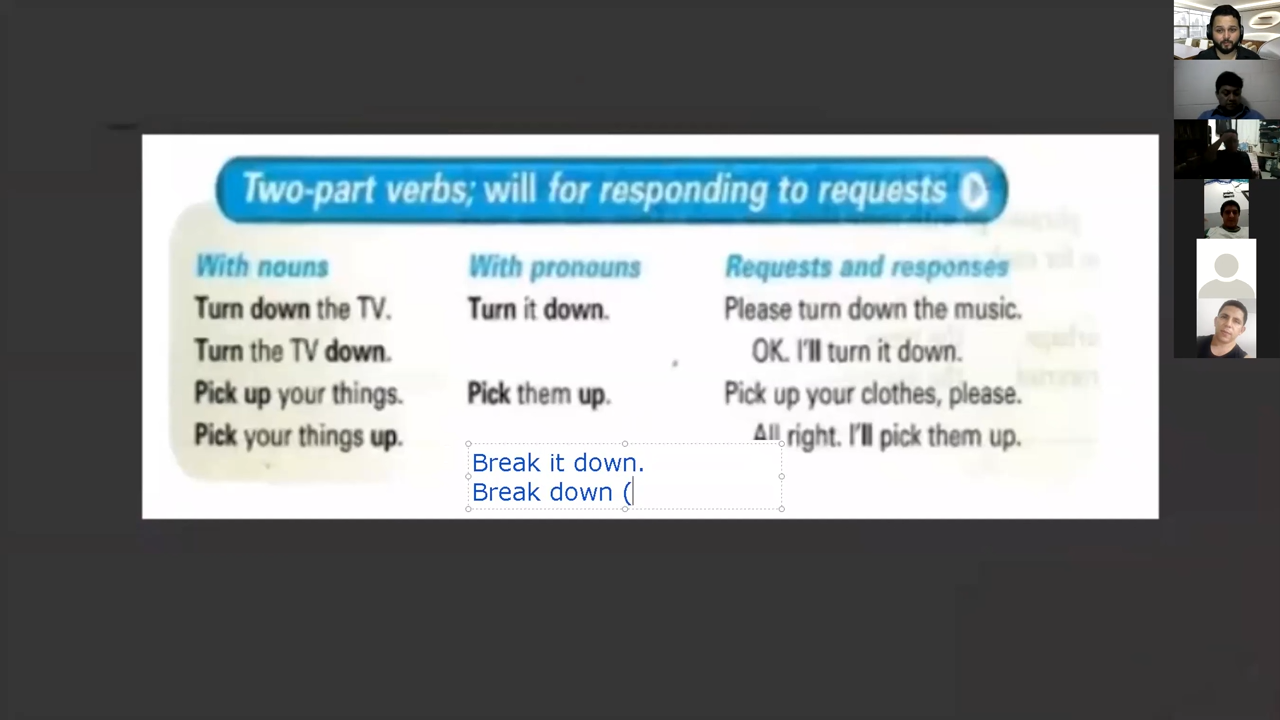 Two-part verbs; will for responding to requests
With nouns With pronouns Requests and responses
Turn down the TV. Turn it down. Please turn down the music.
Turn the TV down. OK. I'll turn it down.
Pick up your things. Pick them up. Pick up your clothes, please.
Pick your things up. All right. I'll pick them up.
Break it down.
Break down (